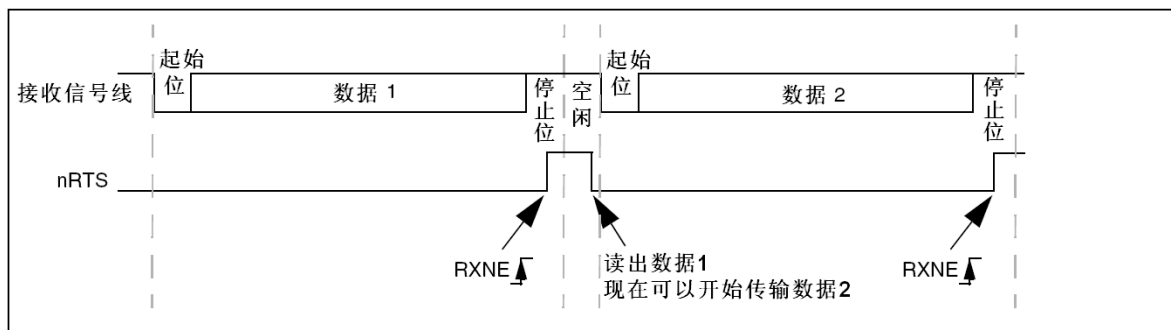 接收信号线
起始
位
数据 1
停止位
空闲
起始
位
数据 2
停止位
nRTS
RXNE
读出数据1
现在可以开始传输数据2
RXNE